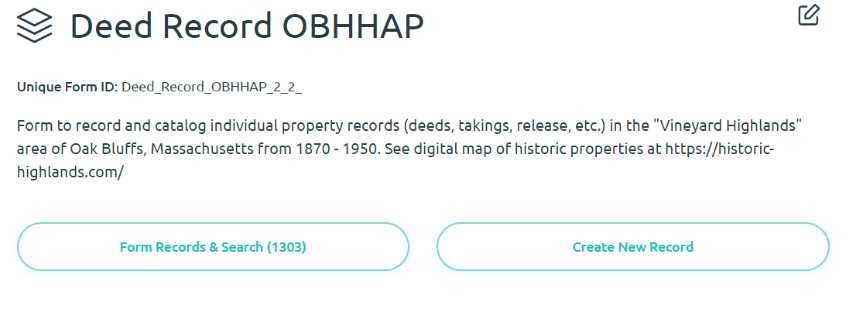 Deed Record OBHHAP
Unique Form ID: Deed_Record_OBHHAP_2_2_
Form to record and catalog individual property records (deeds, takings, release, etc.) in the "Vineyard Highlands"
area of Oak Bluffs, Massachusetts from 1870 - 1950. See digital map of historic properties at https://historic-
highlands.com/
Form Records & Search (1303)
Create New Record